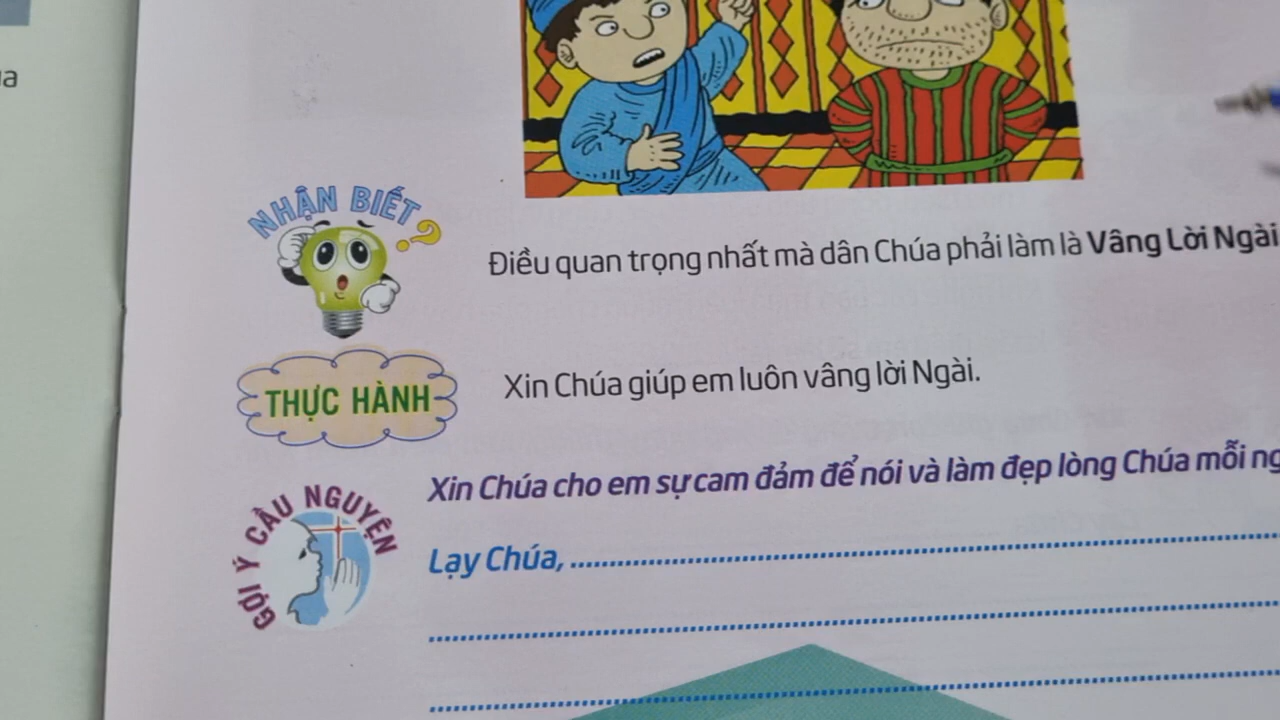 NHẬN BIẾT?
Điều quan trọng nhất mà dân Chúa phải làm là Vâng Lời Ngài
THỰC HÀNH
Xin Chúa giúp em luôn vâng lời Ngài.
GỢI Ý CẦU NGUYỆN
Xin Chúa cho em sự cam đảm để nói và làm đẹp lòng Chúa mỗi ng
Lạy Chúa,